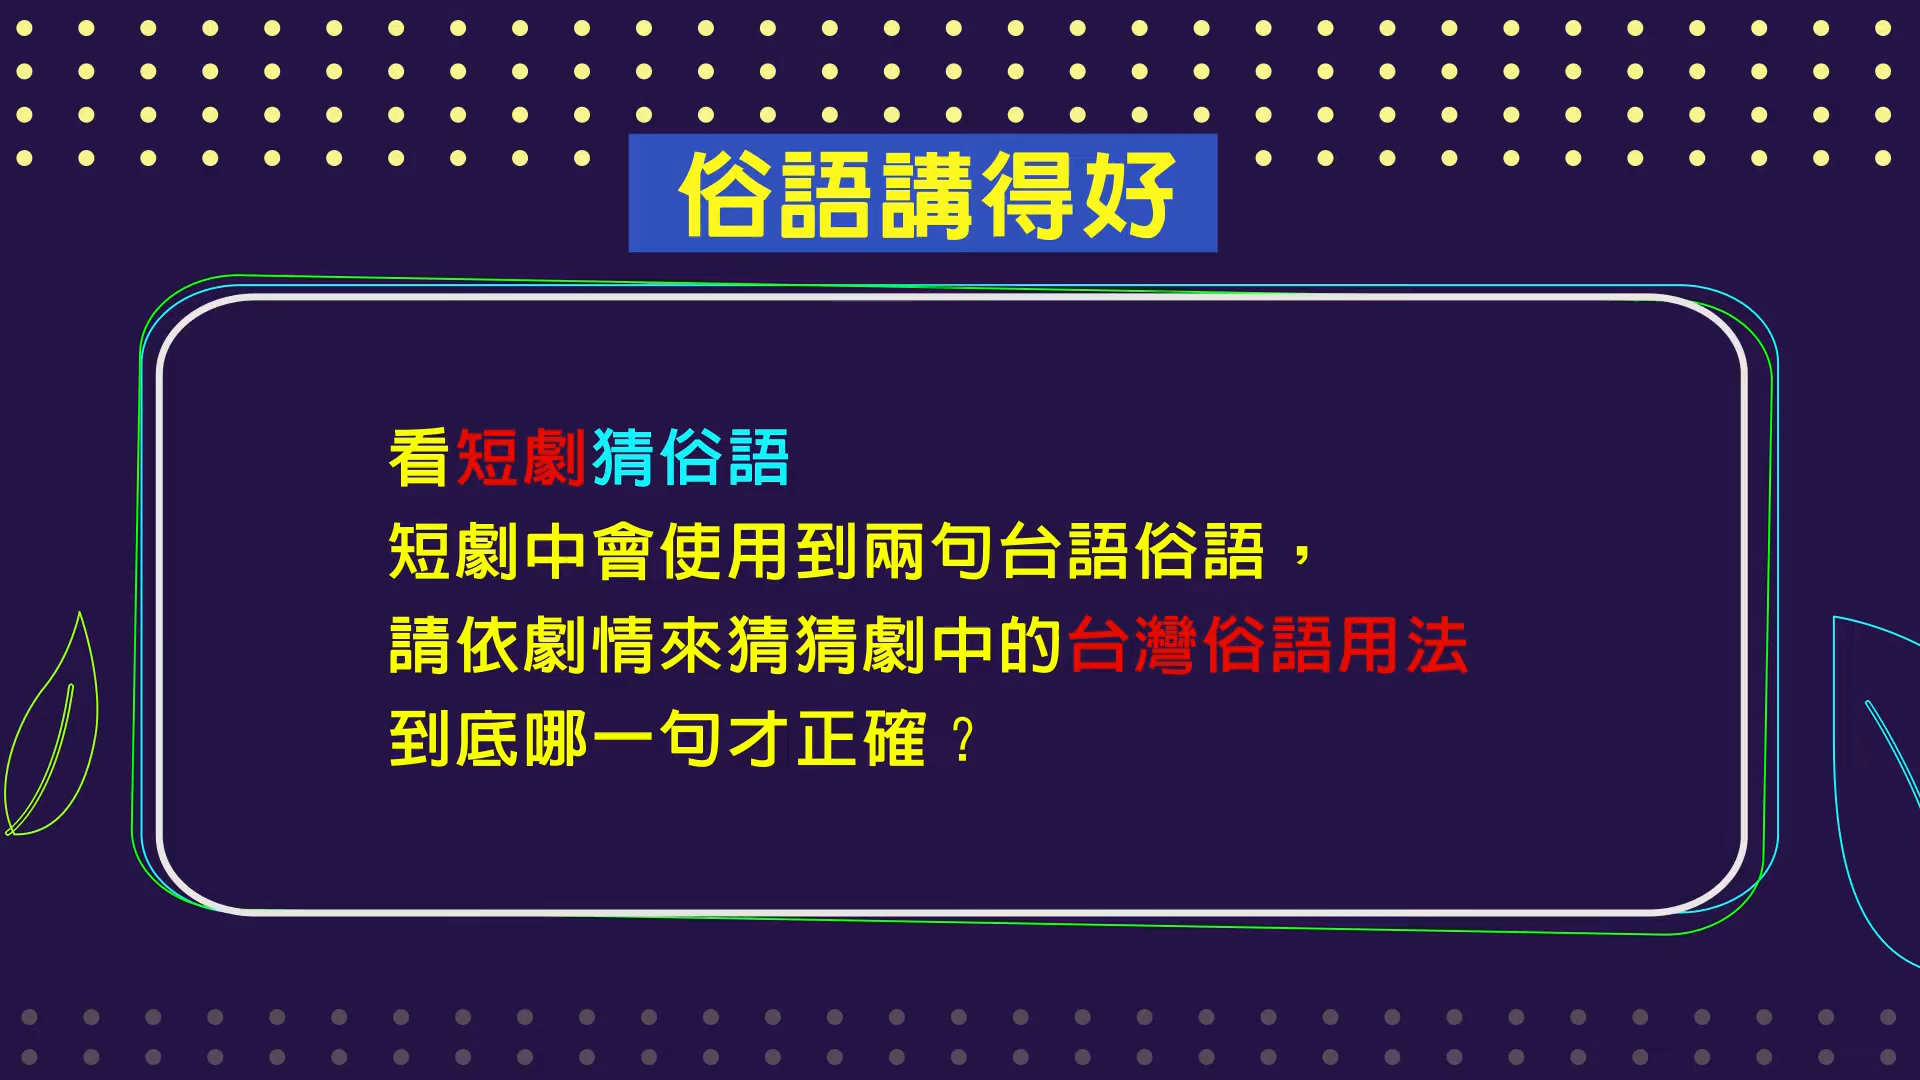 俗語講得好
看短劇猜俗語
短劇中會使用到兩句台語俗語，
請依劇情來猜猜劇中的台灣俗語用法
到底哪一句才正確？